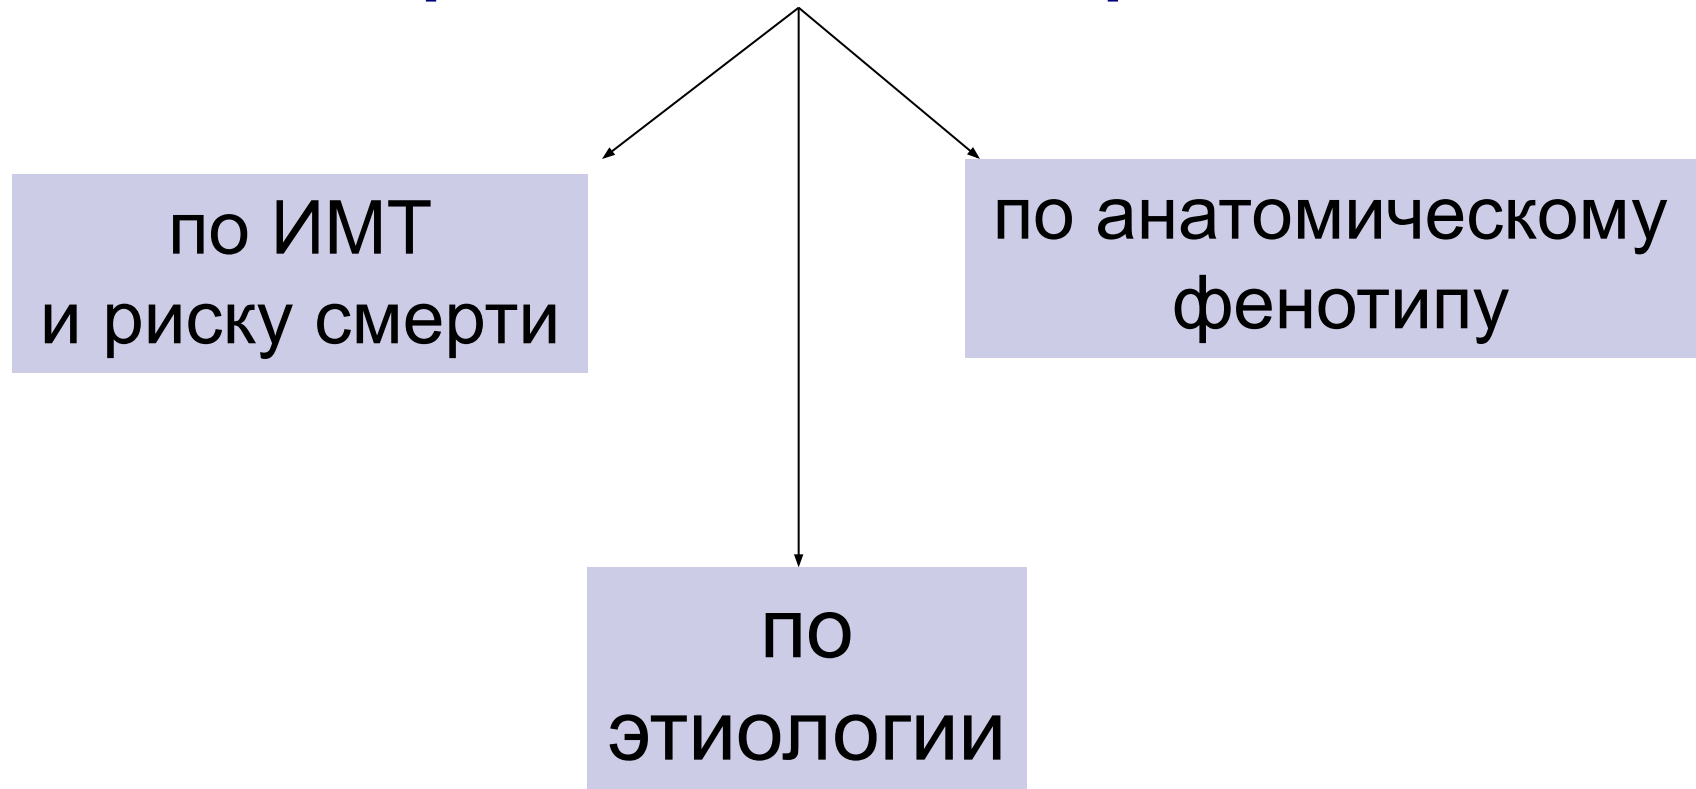 по ИМТ
и риску смерти
по анатомическому
фенотипу
по
этиологии